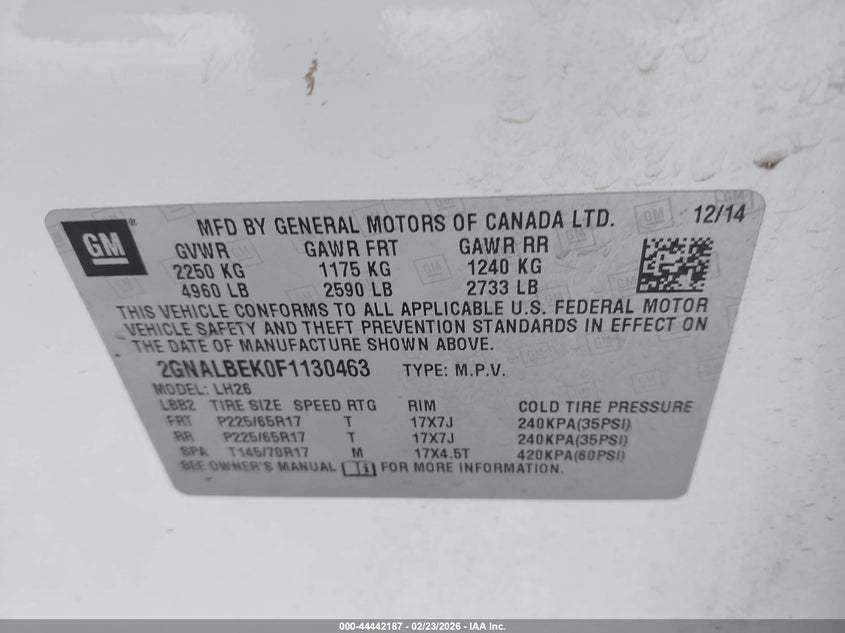 GM
MFD BY GENERAL MOTORS OF CANADA LTD. 12/14
GVWR GAWR FRT GAWR RR
2250 KG 1175 KG 1240 KG
4960 LB 2590 LB 2733 LB
THIS VEHICLE CONFORMS TO ALL APPLICABLE U.S. FEDERAL MOTOR
VEHICLE SAFETY AND THEFT PREVENTION STANDARDS IN EFFECT ON
THE DATE OF MANUFACTURE SHOWN ABOVE.
2GNALBEK0F1130463 TYPE: M.P.V.
MODEL: LH26
LBB2 TIRE SIZE SPEED RTG RIM COLD TIRE PRESSURE
FRT P225/65R17 T 17X7J 240KPA(35PSI)
RR P225/65R17 T 17X7J 240KPA(35PSI)
SPA T145/70R17 M 17X4.5T 420KPA(60PSI)
SEE OWNER'S MANUAL FOR MORE INFORMATION.
000-44442187 - 02/23/2026 - IAA Inc.